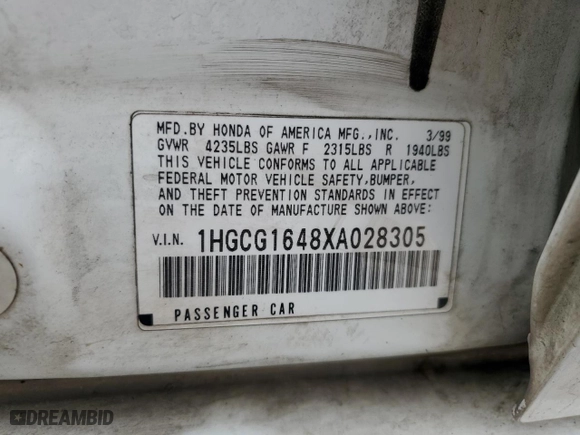 MFD.BY HONDA OF AMERICA MFG.,INC. 3/99
GVWR 4235LBS GAWR F 2315LBS R 1940LBS
THIS VEHICLE CONFORMS TO ALL APPLICABLE
FEDERAL MOTOR VEHICLE SAFETY,BUMPER,
AND THEFT PREVENTION STANDARDS IN EFFECT
ON THE DATE OF MANUFACTURE SHOWN ABOVE:
V.I.N. 1HGCG1648XA028305
PASSENGER CAR
DREAMBID